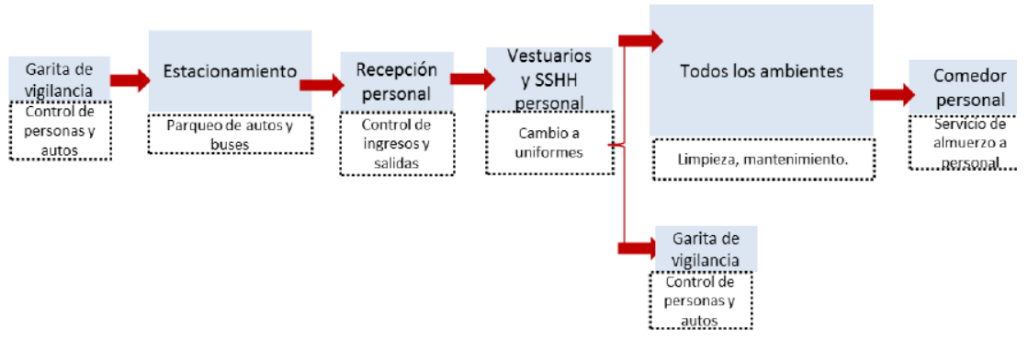 Garita de
vigilancia
Control de
personas y
autos
Estacionamiento
Parqueo de autos y
buses
Recepción
personal
Control de
ingresos y
salidas
Vestuarios
y SSHH
personal
Cambio a
uniformes
Todos los ambientes
Limpieza, mantenimiento.
Comedor
personal
Servicio de
almuerzo a
personal
Garita de
vigilancia
Control de
personas y
autos